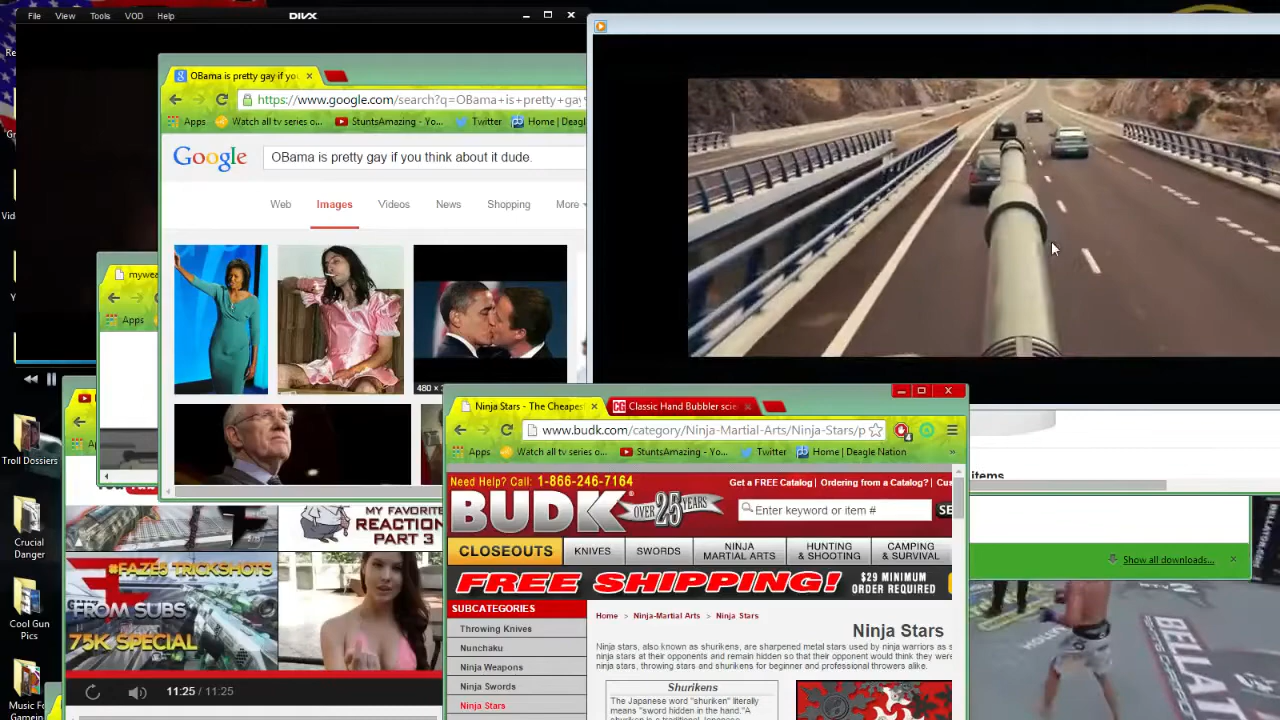 File View Tools VOD Help
DIVX
OBama is pretty gay if yo
https://www.google.com/search?q=OBama+is+pretty+gay
Apps Watch all tv series o... StuntsAmazing - Yo... Twitter Home | Deagle
Google
OBama is pretty gay if you think about it dude.
Web Images Videos News Shopping More
480 ×
mywea
Apps
Troll Dossiers
Crucial
Danger
Cool Gun
Pics
Music For
MY FAVORITE
REACTION
PART 3
#FAZE5 TRICKSHOTS
FROM SUBS
75K SPECIAL
11:25 / 11:25
Ninja Stars - The Cheapes
Classic Hand Bubbler scie
www.budk.com/category/Ninja-Martial-Arts/Ninja-Stars/p
Apps Watch all tv series o... StuntsAmazing - Yo... Twitter Home | Deagle Nation »
Need Help? Call: 1-866-246-7164
Get a FREE Catalog | Ordering from a Catalog? | Cus
BUDK
OVER 25 YEARS
Enter keyword or item #
SE
CLOSEOUTS
KNIVES
SWORDS
NINJA
MARTIAL ARTS
HUNTING
& SHOOTING
CAMPING
& SURVIVAL
FREE SHIPPING!
$29 MINIMUM
ORDER REQUIRED
SUBCATEGORIES
Throwing Knives
Nunchaku
Ninja Weapons
Ninja Swords
Ninja Stars
Home > Ninja-Martial Arts > Ninja Stars
Ninja Stars
Ninja stars, also known as shurikens, are sharpened metal stars used by ninja warriors as s
ninja stars at their opponents and remain hidden so that their opponent would think they were
ninja stars, throwing stars and shurikens for beginner and professional throwers alike.
Shurikens
The Japanese word "shuriken" literally
means "sword hidden in the hand."A
items
Show all downloads...